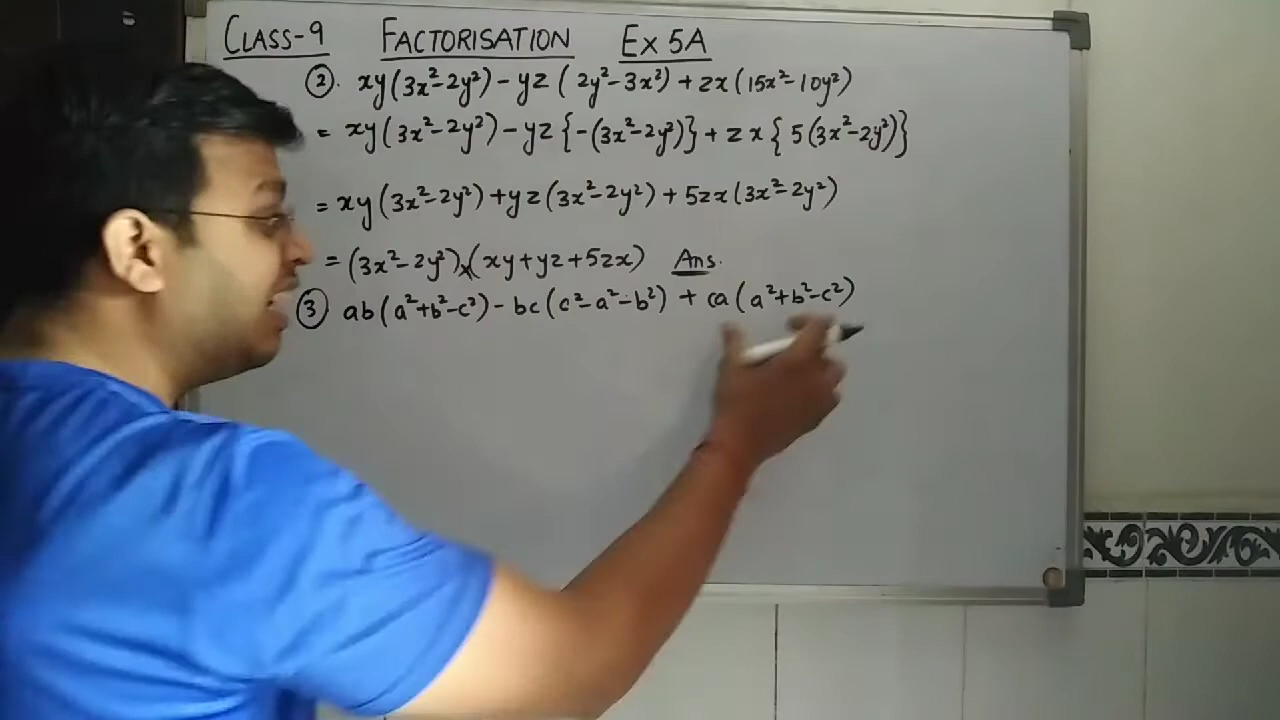 CLASS-9 FACTORISATION EX 5A
②. xy(3x²-2y²) - yz(2y²-3x²) + zx(15x²-10y²)
= xy(3x²-2y²) - yz{-(3x²-2y²)} + zx{5(3x²-2y²)}
= xy(3x²-2y²) + yz(3x²-2y²) + 5zx(3x²-2y²)
= (3x²-2y²)×(xy+yz+5zx) Ans.
③ ab(a²+b²-c²) - bc(c²-a²-b²) + ca(a²+b²-c²)